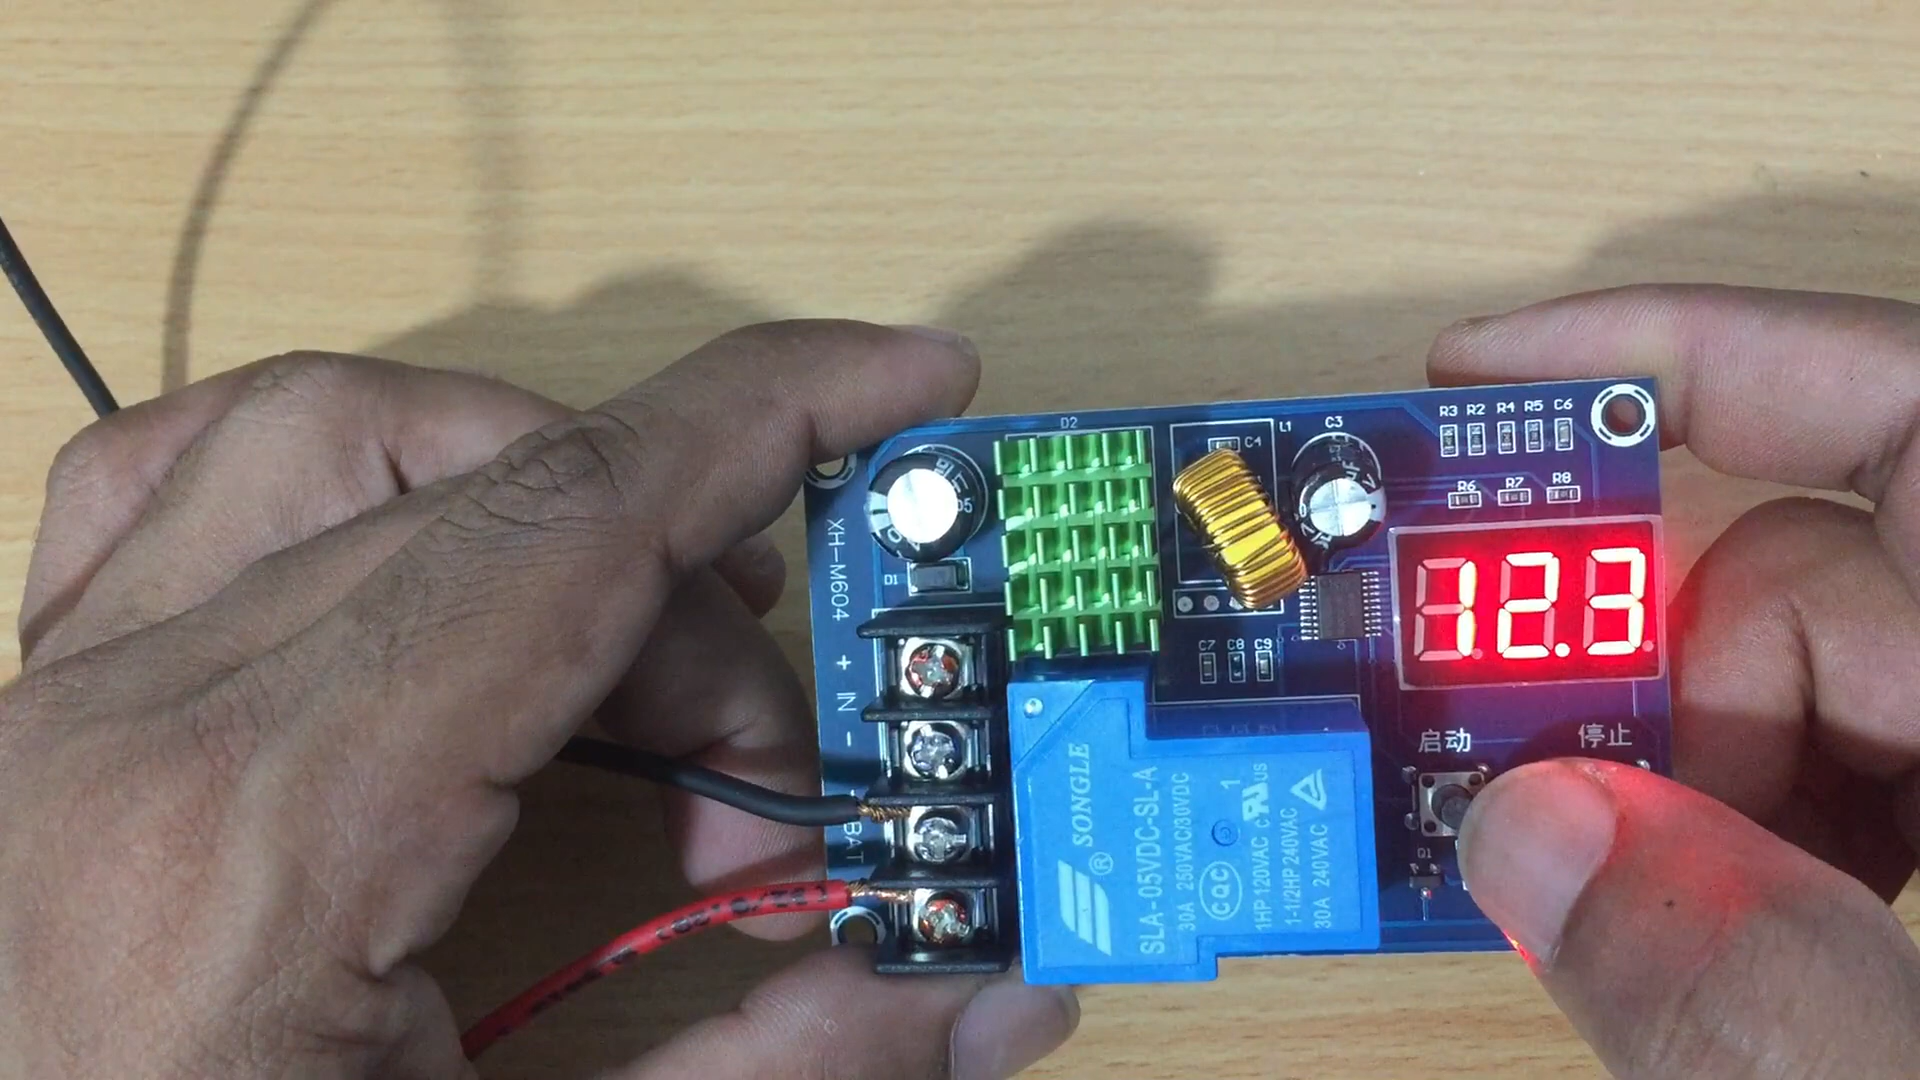 D2
L1
C3
C4
R3 R2 R4 R5 C6
R6 R7 R8
D1
XH-M604
+ IN -
BAT
C7 C8 C9
12.3
启动
停止
SONGLE
®
SLA-05VDC-SL-A
30A 250VAC/30VDC
CQC
1
1HP 120VAC
US
1-1/2HP 240VAC
30A 240VAC